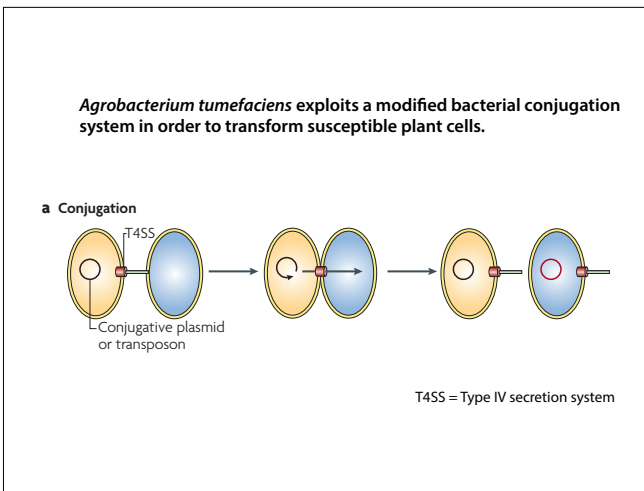 Agrobacterium tumefaciens exploits a modified bacterial conjugation
system in order to transform susceptible plant cells.
a Conjugation
T4SS
Conjugative plasmid
or transposon
T4SS = Type IV secretion system